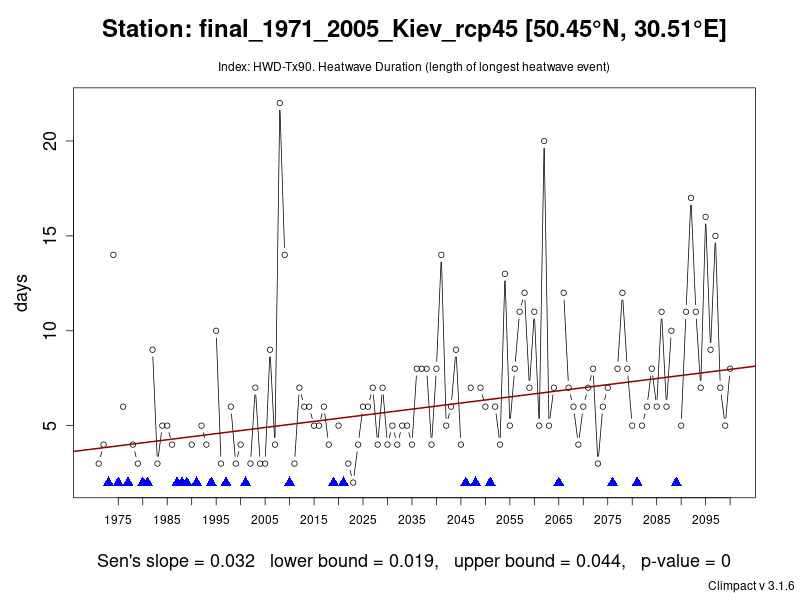 Station: final_1971_2005_Kiev_rcp45 [50.45°N, 30.51°E]
Index: HWD-Tx90. Heatwave Duration (length of longest heatwave event)
20
15
10
5
days
1975 1985 1995 2005 2015 2025 2035 2045 2055 2065 2075 2085 2095
Sen's slope = 0.032 lower bound = 0.019, upper bound = 0.044, p-value = 0
Climpact v 3.1.6